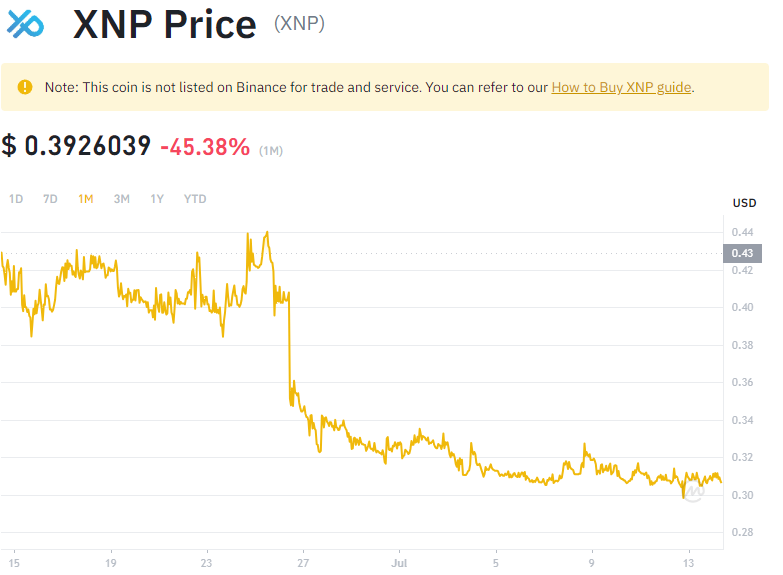 XNP Price (XNP)
Note: This coin is not listed on Binance for trade and service. You can refer to our How to Buy XNP guide.
$ 0.3926039 -45.38% (1M)
1D 7D 1M 3M 1Y YTD
USD
0.44
0.43
0.42
0.40
0.38
0.36
0.34
0.32
0.30
0.28
15 19 23 27 Jul 5 9 13